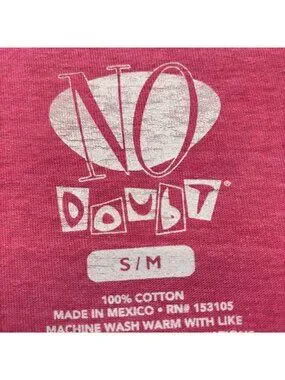 NO
DOUBT®
S/M
100% COTTON
MADE IN MEXICO • RN# 153105
MACHINE WASH WARM WITH LIKE